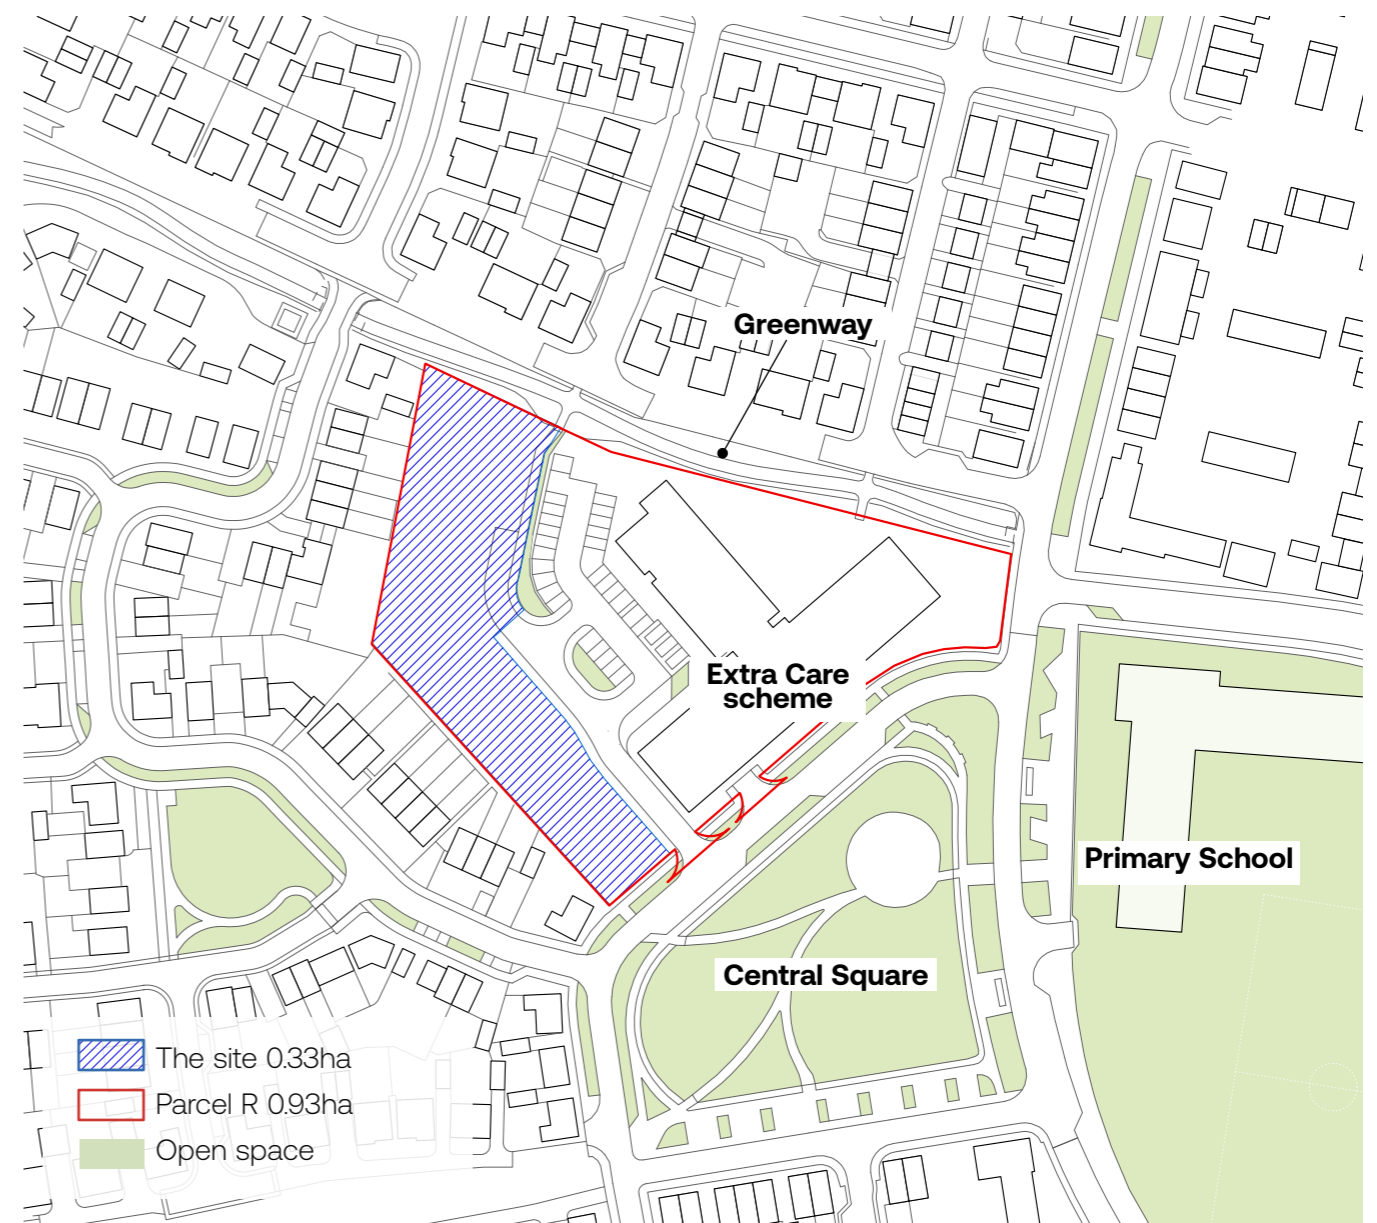 Greenway
Extra Care
scheme
Primary School
Central Square
The site 0.33ha
Parcel R 0.93ha
Open space